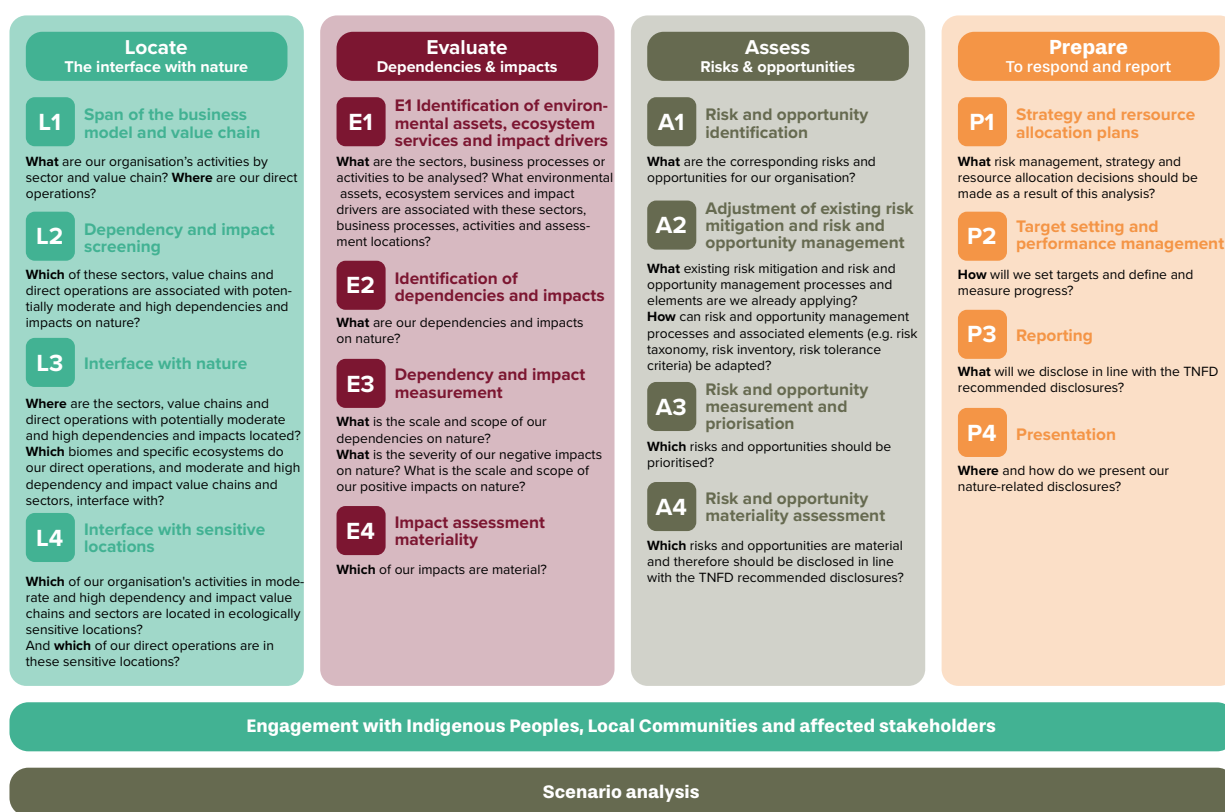 Locate
The interface with nature
L1
Span of the business
model and value chain
What are our organisation's activities by
sector and value chain? Where are our direct
operations?
L2
Dependency and impact
screening
Which of these sectors, value chains and
direct operations are associated with poten-
tially moderate and high dependencies and
impacts on nature?
L3
Interface with nature
Where are the sectors, value chains and
direct operations with potentially moderate
and high dependencies and impacts located?
Which biomes and specific ecosystems do
our direct operations, and moderate and high
dependency and impact value chains and
sectors, interface with?
L4
Interface with sensitive
locations
Which of our organisation's activities in mode-
rate and high dependency and impact value
chains and sectors are located in ecologically
sensitive locations?
And which of our direct operations are in
these sensitive locations?
Evaluate
Dependencies & impacts
E1
E1 Identification of environ-
mental assets, ecosystem
services and impact drivers
What are the sectors, business processes or
activities to be analysed? What environmental
assets, ecosystem services and impact
drivers are associated with these sectors,
business processes, activities and assess-
ment locations?
E2
Identification of
dependencies and impacts
What are our dependencies and impacts
on nature?
E3
Dependency and impact
measurement
What is the scale and scope of our
dependencies on nature?
What is the severity of our negative impacts
on nature? What is the scale and scope of
our positive impacts on nature?
E4
Impact assessment
materiality
Which of our impacts are material?
Assess
Risks & opportunities
A1
Risk and opportunity
identification
What are the corresponding risks and
opportunities for our organisation?
A2
Adjustment of existing risk
mitigation and risk and
opportunity management
What existing risk mitigation and risk and
opportunity management processes and
elements are we already applying?
How can risk and opportunity management
processes and associated elements (e.g. risk
taxonomy, risk inventory, risk tolerance
criteria) be adapted?
A3
Risk and opportunity
measurement and
priorisation
Which risks and opportunities should be
prioritised?
A4
Risk and opportunity
materiality assessment
Which risks and opportunities are material
and therefore should be disclosed in line
with the TNFD recommended disclosures?
Prepare
To respond and report
P1
Strategy and rersource
allocation plans
What risk management, strategy and
resource allocation decisions should be
made as a result of this analysis?
P2
Target setting and
performance management
How will we set targets and define and
measure progress?
P3
Reporting
What will we disclose in line with the TNFD
recommended disclosures?
P4
Presentation
Where and how do we present our
nature-related disclosures?
Engagement with Indigenous Peoples, Local Communities and affected stakeholders
Scenario analysis